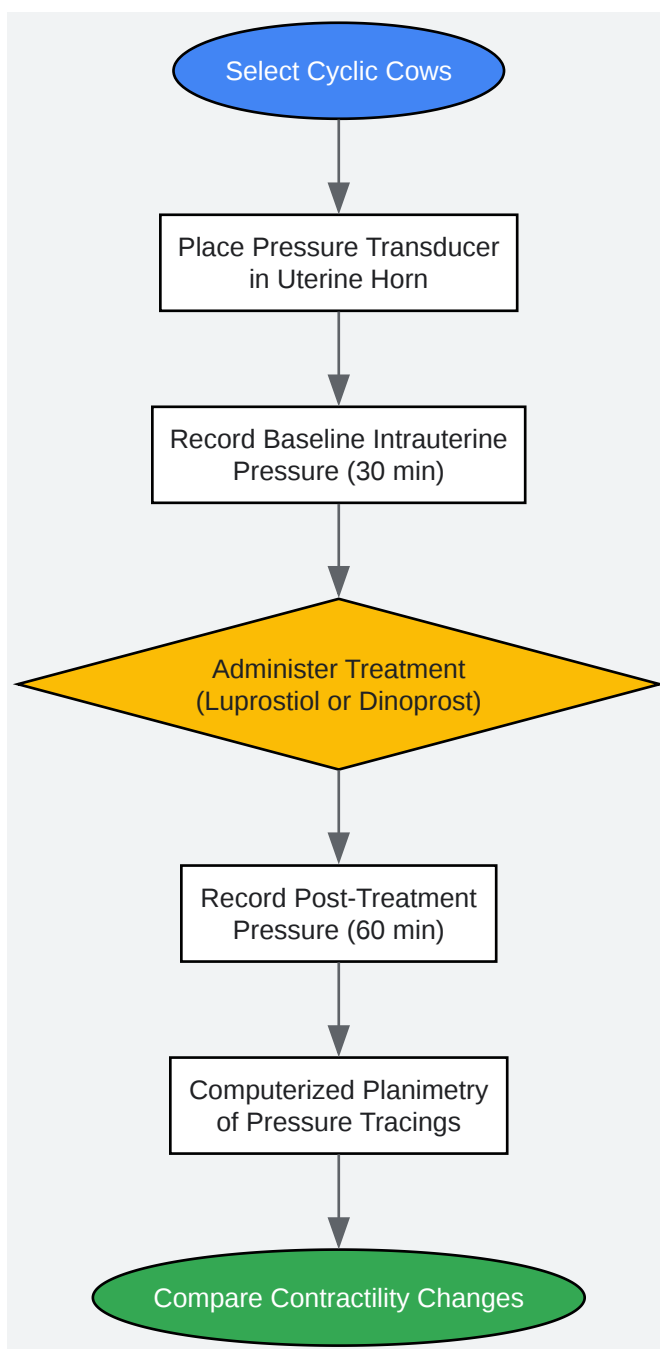 Select Cyclic Cows
Place Pressure Transducer
in Uterine Horn
Record Baseline Intrauterine
Pressure (30 min)
Administer Treatment
(Luprostiol or Dinoprost)
Record Post-Treatment
Pressure (60 min)
Computerized Planimetry
of Pressure Tracings
Compare Contractility Changes